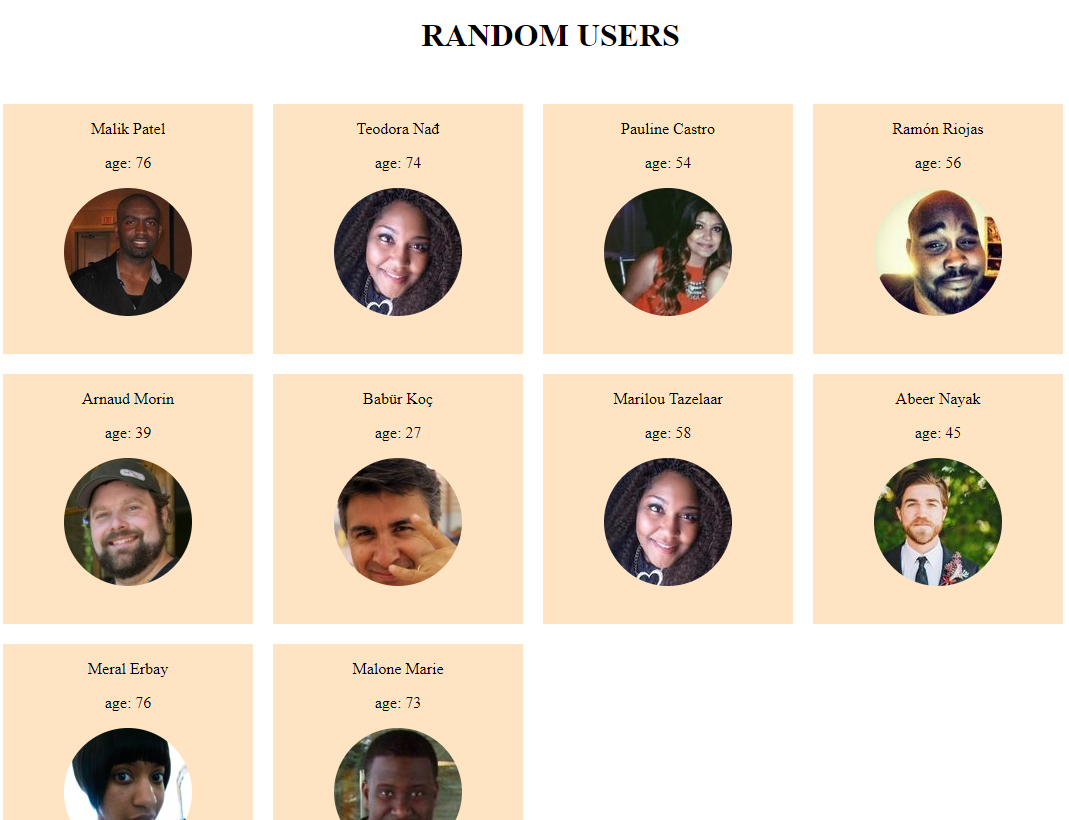 RANDOM USERS
Malik Patel
age: 76
Teodora Nađ
age: 74
Pauline Castro
age: 54
Ramón Riojas
age: 56
Arnaud Morin
age: 39
Babür Koç
age: 27
Marilou Tazelaar
age: 58
Abeer Nayak
age: 45
Meral Erbay
age: 76
Malone Marie
age: 73